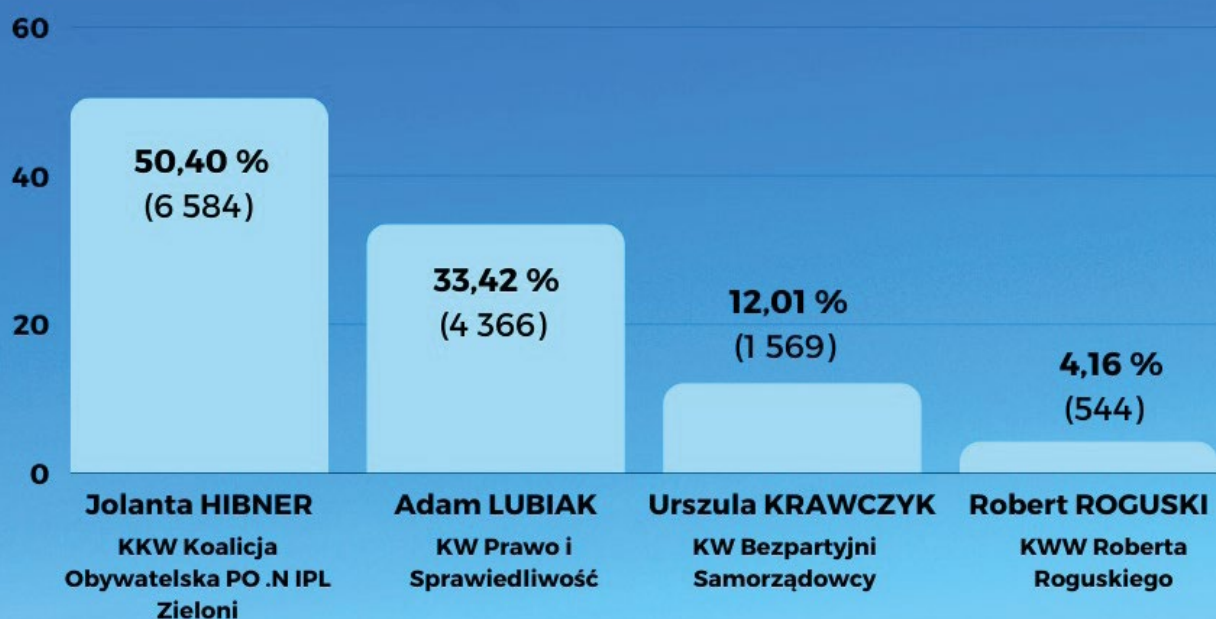 60
40
20
0
50,40 %
(6 584)
33,42 %
(4 366)
12,01 %
(1 569)
4,16 %
(544)
Jolanta HIBNER
KKW Koalicja
Obywatelska PO .N IPL
Zieloni
Adam LUBIAK
KW Prawo i
Sprawiedliwość
Urszula KRAWCZYK
KW Bezpartyjni
Samorządowcy
Robert ROGUSKI
KWW Roberta
Roguskiego